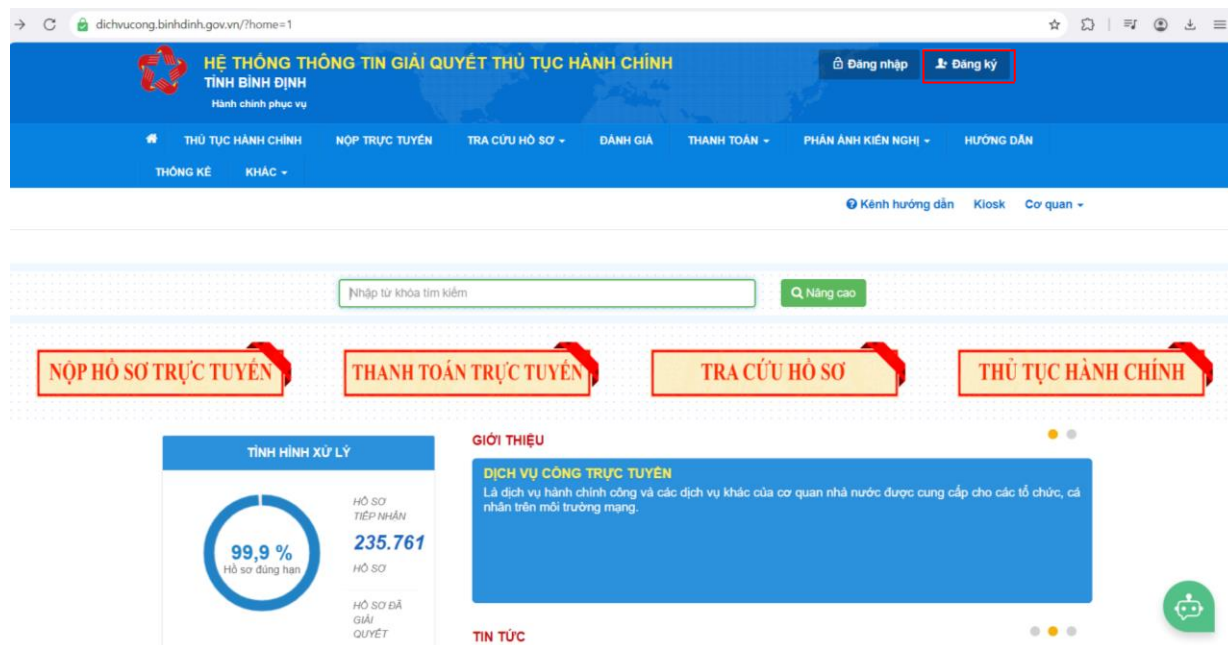 dichvucong.binhdinh.gov.vn/?home=1
HỆ THỐNG THÔNG TIN GIẢI QUYẾT THỦ TỤC HÀNH CHÍNH
TỈNH BÌNH ĐỊNH
Hành chính phục vụ
Đăng nhập
Đăng ký
THỦ TỤC HÀNH CHÍNH NỘP TRỰC TUYẾN TRA CỨU HỒ SƠ ĐÁNH GIÁ THANH TOÁN PHẢN ÁNH KIẾN NGHỊ HƯỚNG DẪN
THỐNG KÊ KHÁC
Kênh hướng dẫn Kiosk Cơ quan
Nhập từ khóa tìm kiếm
Nâng cao
NỘP HỒ SƠ TRỰC TUYẾN
THANH TOÁN TRỰC TUYẾN
TRA CỨU HỒ SƠ
THỦ TỤC HÀNH CHÍNH
TÌNH HÌNH XỬ LÝ
99,9 %
Hồ sơ đúng hạn
HỒ SƠ
TIẾP NHẬN
235.761
HỒ SƠ
HỒ SƠ ĐÃ
GIẢI
QUYẾT
GIỚI THIỆU
DỊCH VỤ CÔNG TRỰC TUYẾN
Là dịch vụ hành chính công và các dịch vụ khác của cơ quan nhà nước được cung cấp cho các tổ chức, cá
nhân trên môi trường mạng.
TIN TỨC